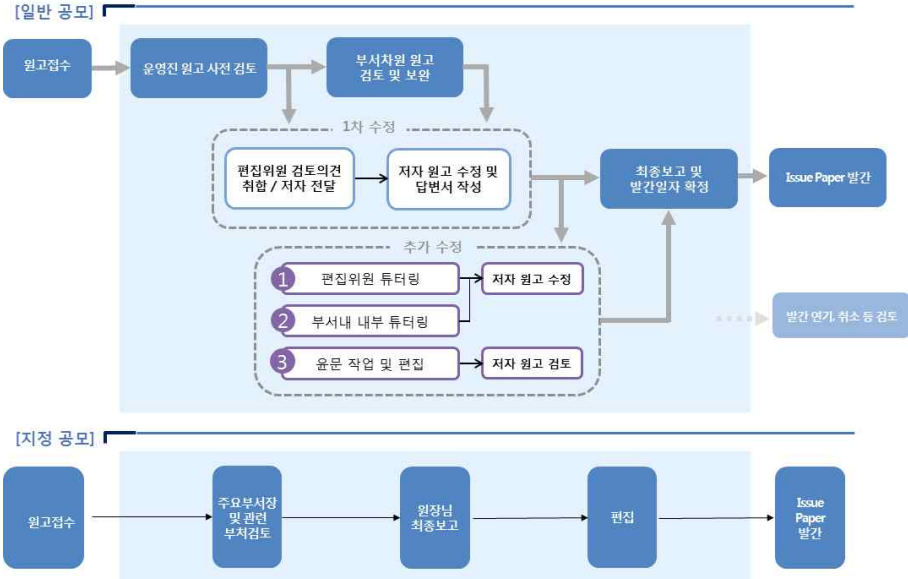 [일반 공모]
원고접수
운영진 원고 사전 검토
부서차원 원고
검토 및 보완
1차 수정
편집위원 검토의견
취합 / 저자 전달
저자 원고 수정 및
답변서 작성
최종보고 및
발간일자 확정
Issue Paper 발간
추가 수정
1 편집위원 튜터링
저자 원고 수정
2 부서내 내부 튜터링
3 윤문 작업 및 편집
저자 원고 검토
발간 연기, 취소 등 검토
[지정 공모]
원고접수
주요부서장
및 관련
부처검토
원장님
최종보고
편집
Issue
Paper
발간